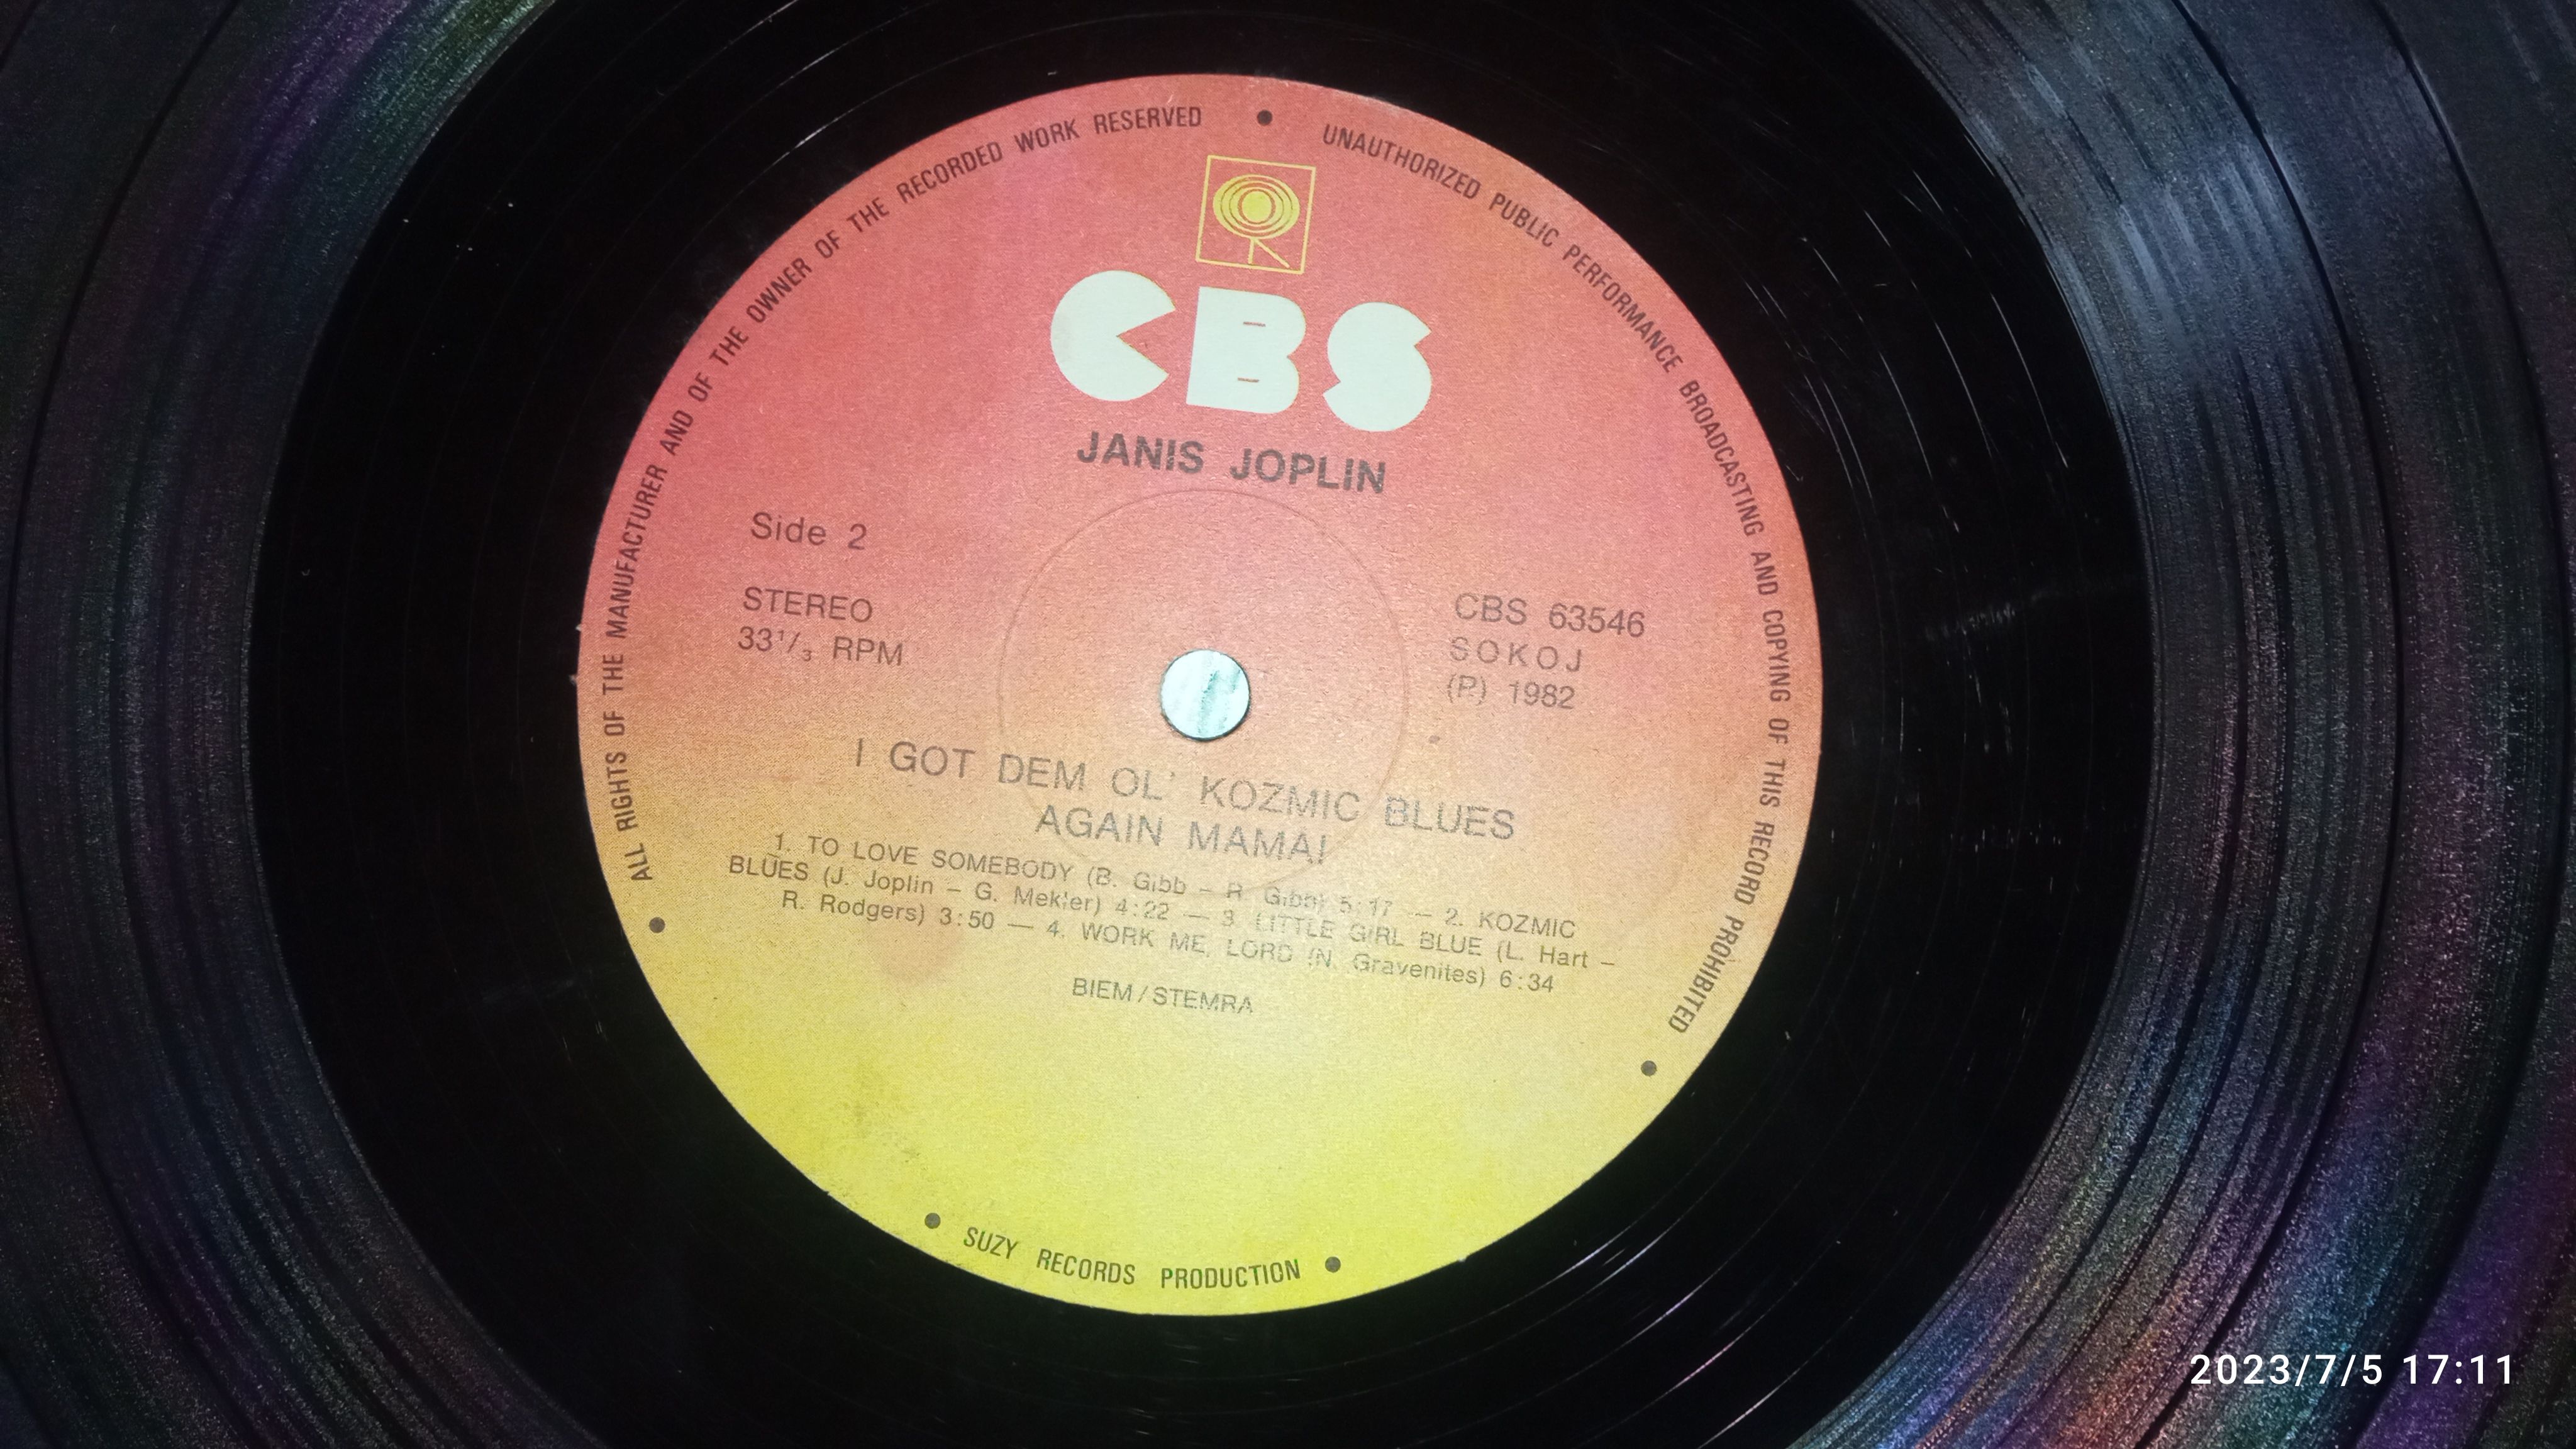 ALL RIGHTS OF THE MANUFACTURER AND OF THE OWNER OF THE RECORDED WORK RESERVED • UNAUTHORIZED PUBLIC PERFORMANCE BROADCASTING AND COPYING OF THIS RECORD PROHIBITED
CBS
JANIS JOPLIN
Side 2
STEREO
33 1/3 RPM
CBS 63546
SOKOJ
(P) 1982
I GOT DEM OL' KOZMIC BLUES
AGAIN MAMA!
1. TO LOVE SOMEBODY (B. Gibb – R. Gibb) 5:17 – 2. KOZMIC
BLUES (J. Joplin – G. Mekler) 4:22 — 3. LITTLE GIRL BLUE (L. Hart –
R. Rodgers) 3:50 — 4. WORK ME, LORD (N. Gravenites) 6:34
BIEM/STEMRA
• SUZY RECORDS PRODUCTION •
2023/7/5 17:11